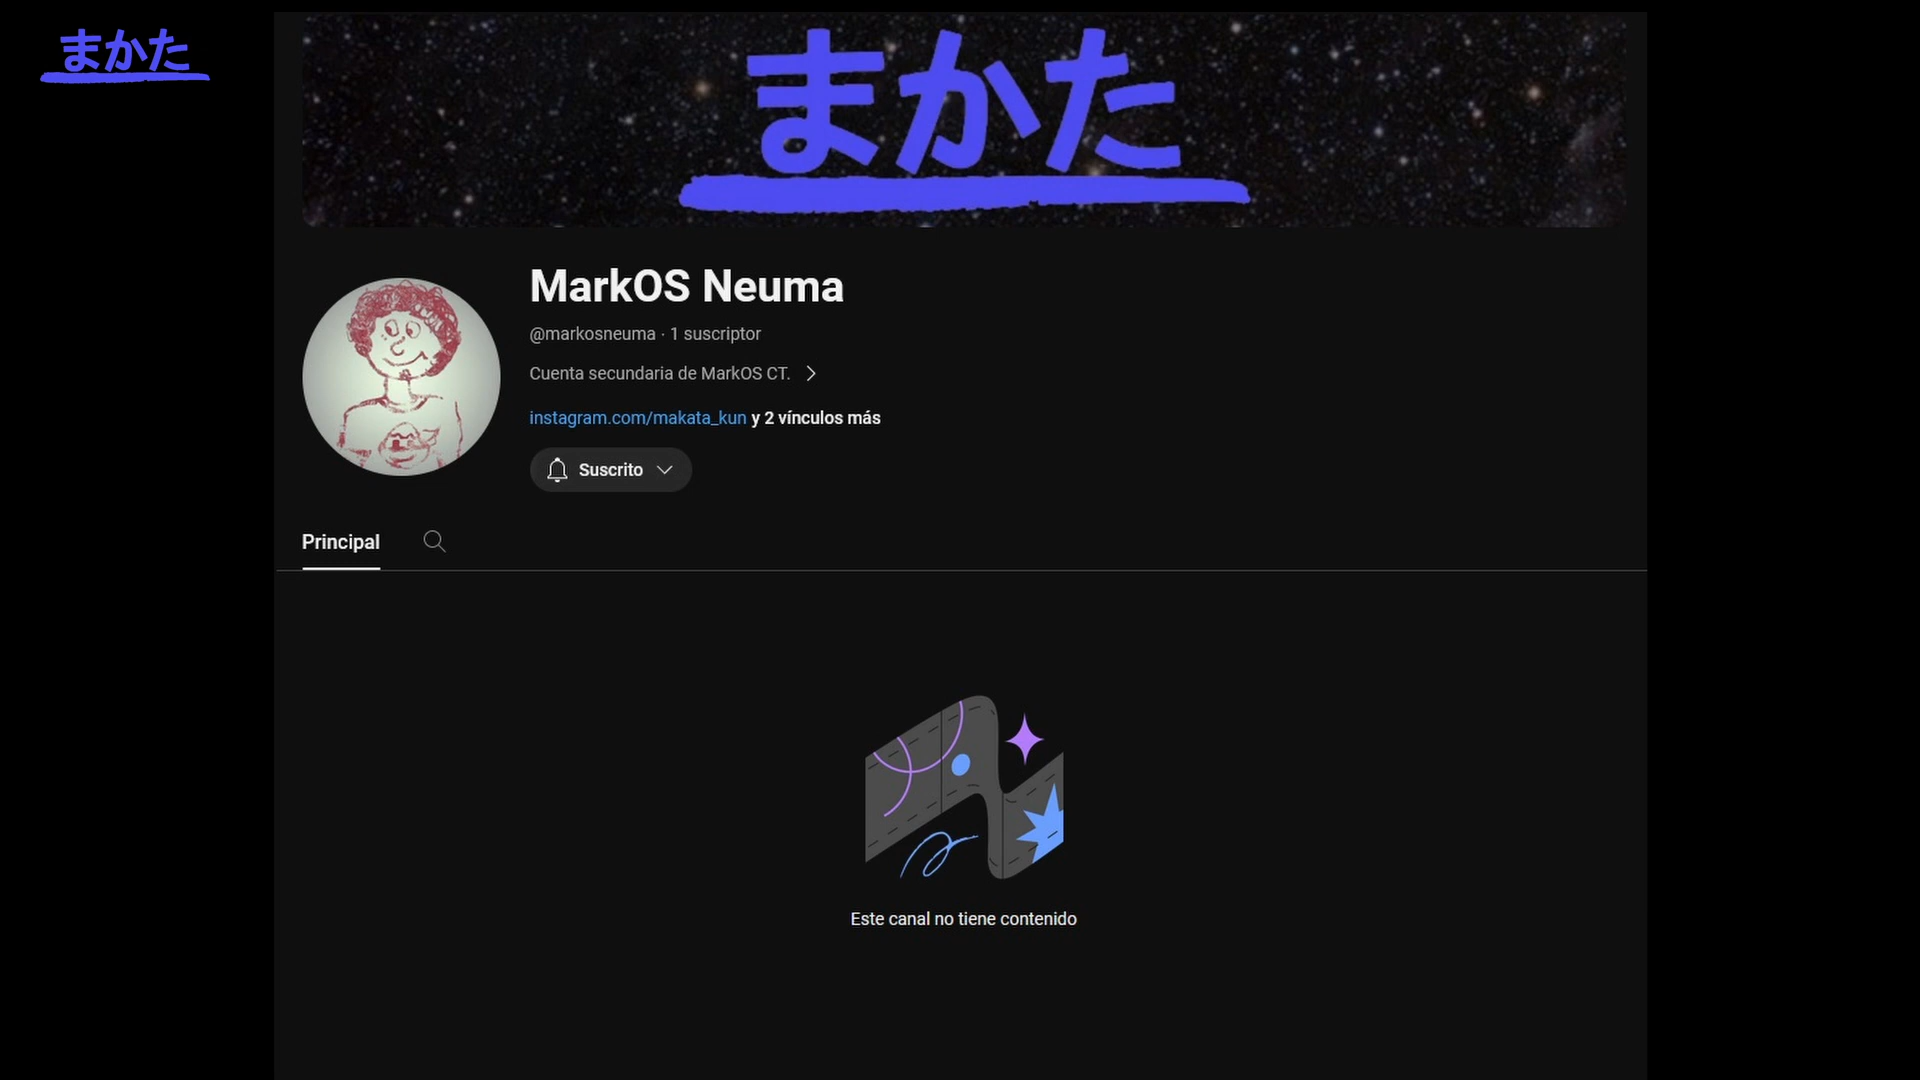 まかた
まかた
MarkOS Neuma
@markosneuma · 1 suscriptor
Cuenta secundaria de MarkOS CT.
instagram.com/makata_kun y 2 vínculos más
Suscrito
Principal
Este canal no tiene contenido